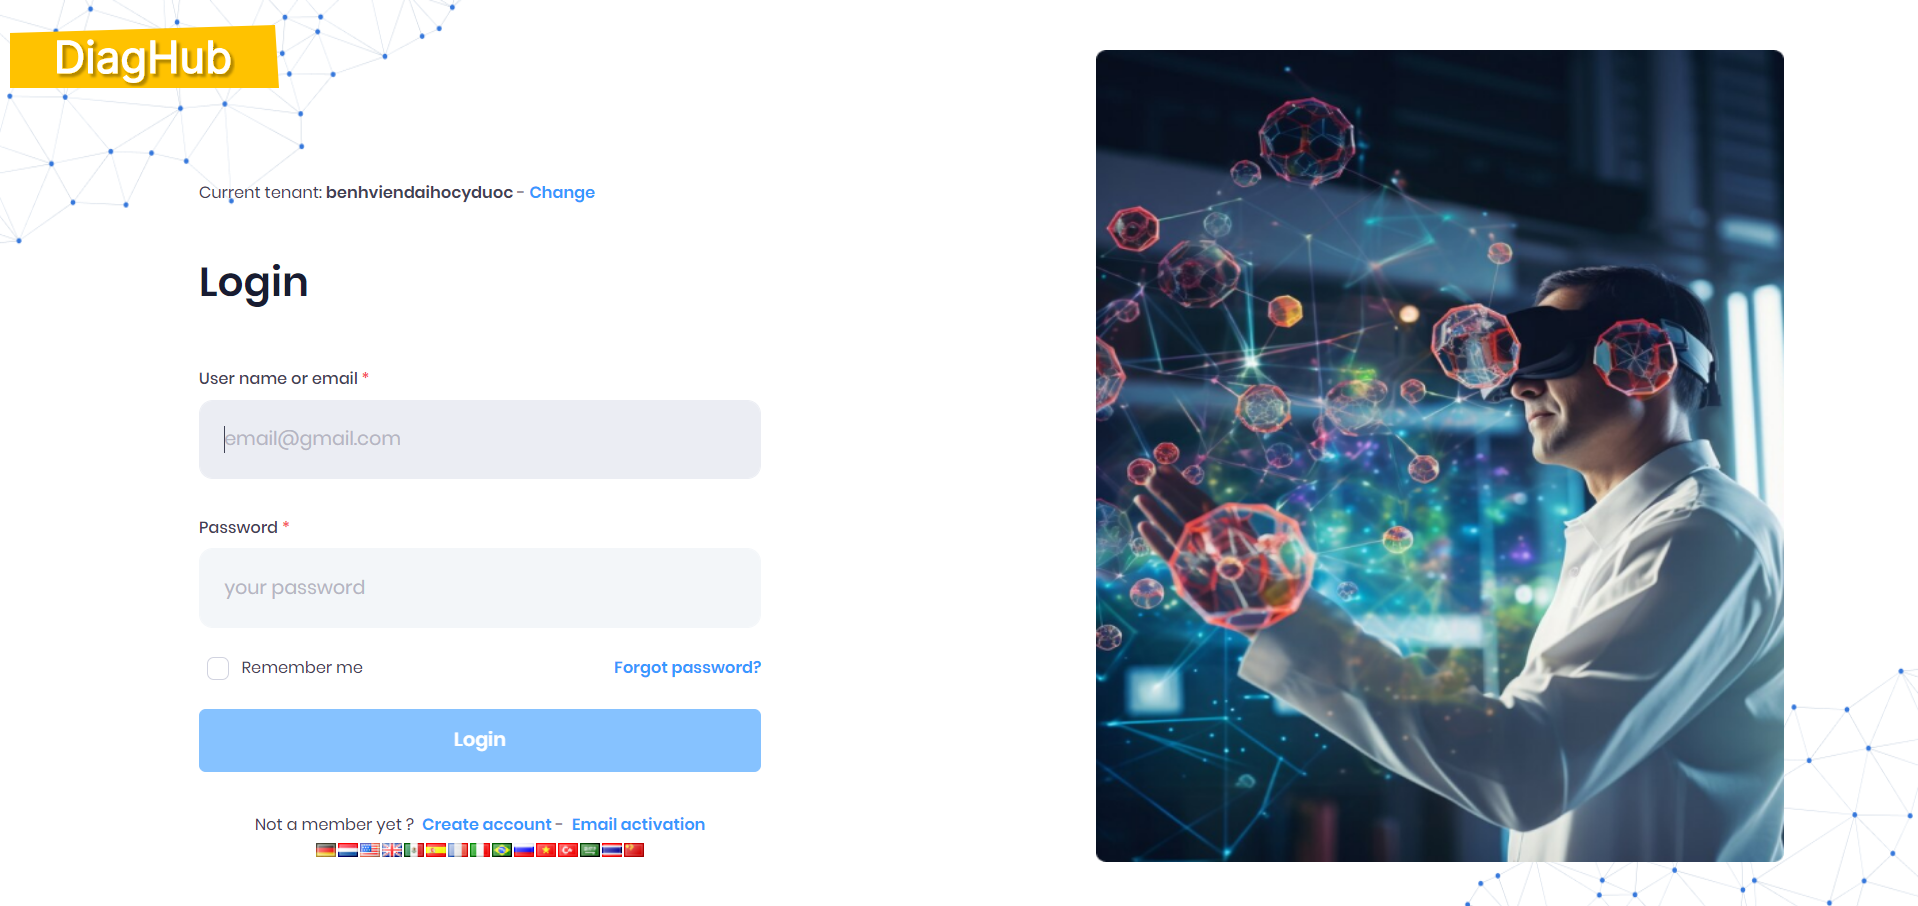 DiagHub
Current tenant: benhviendaihocyduoc - Change
Login
User name or email *
email@gmail.com
Password *
your password
Remember me
Forgot password?
Login
Not a member yet ? Create account - Email activation